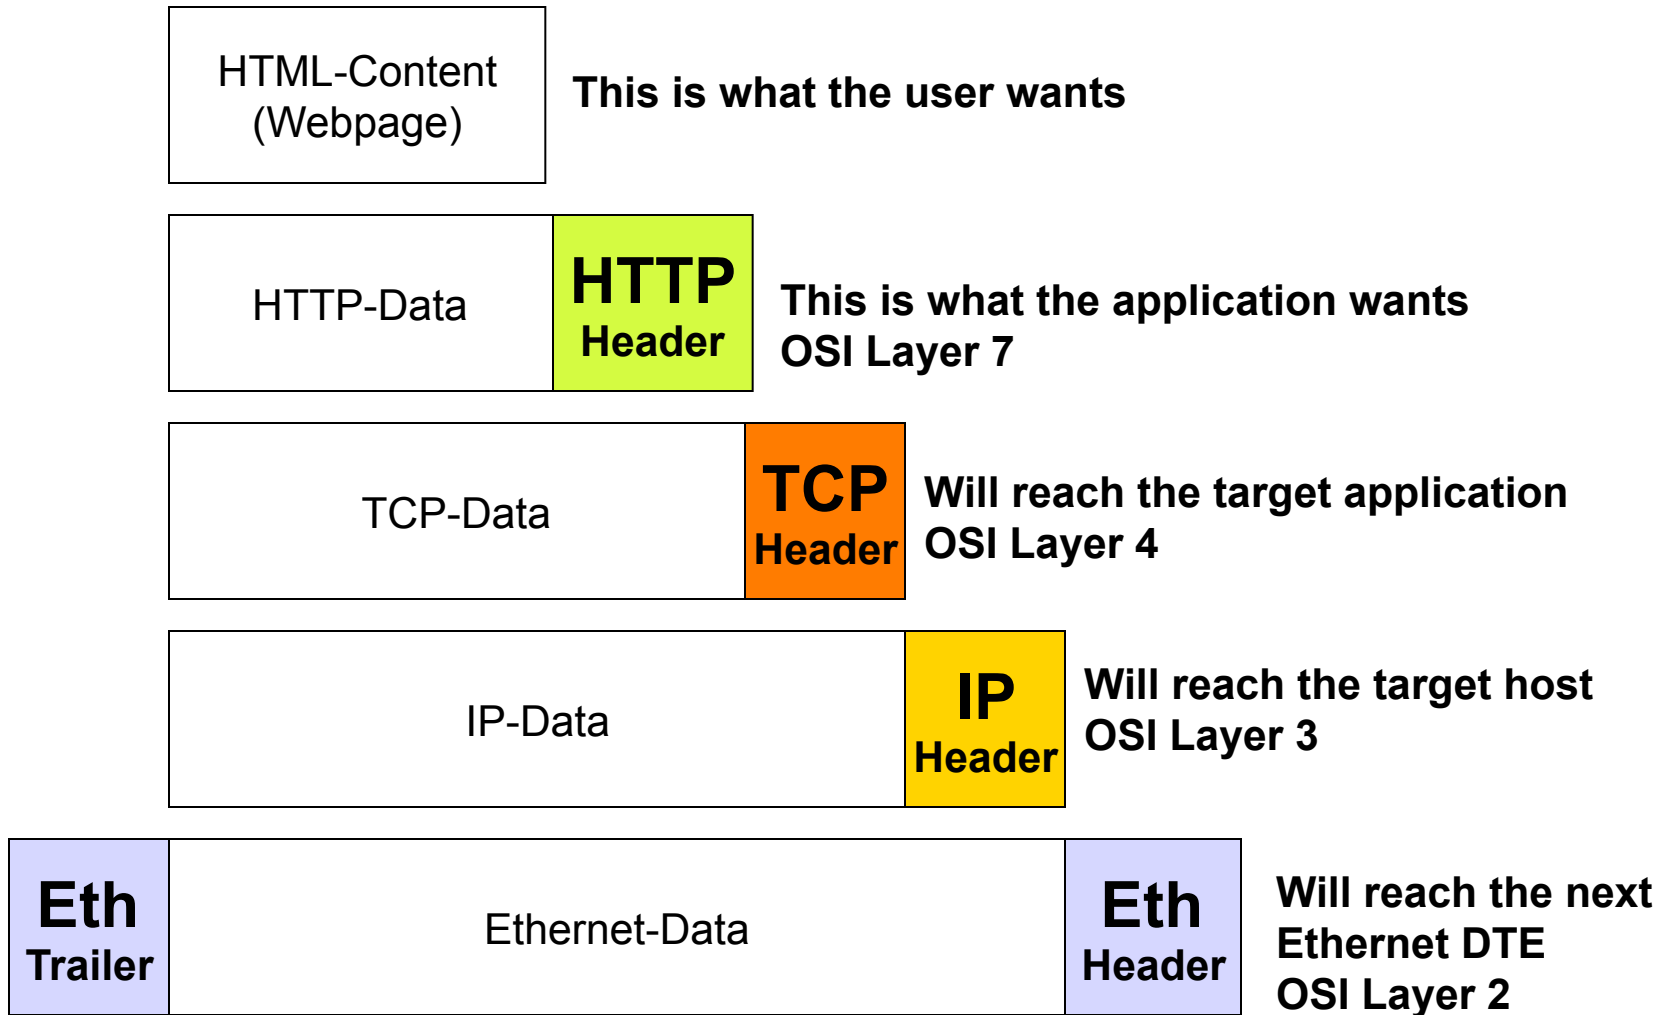 HTML-Content
(Webpage)
This is what the user wants
HTTP-Data
HTTP
Header
This is what the application wants
OSI Layer 7
TCP-Data
TCP
Header
Will reach the target application
OSI Layer 4
IP-Data
IP
Header
Will reach the target host
OSI Layer 3
Eth
Trailer
Ethernet-Data
Eth
Header
Will reach the next
Ethernet DTE
OSI Layer 2